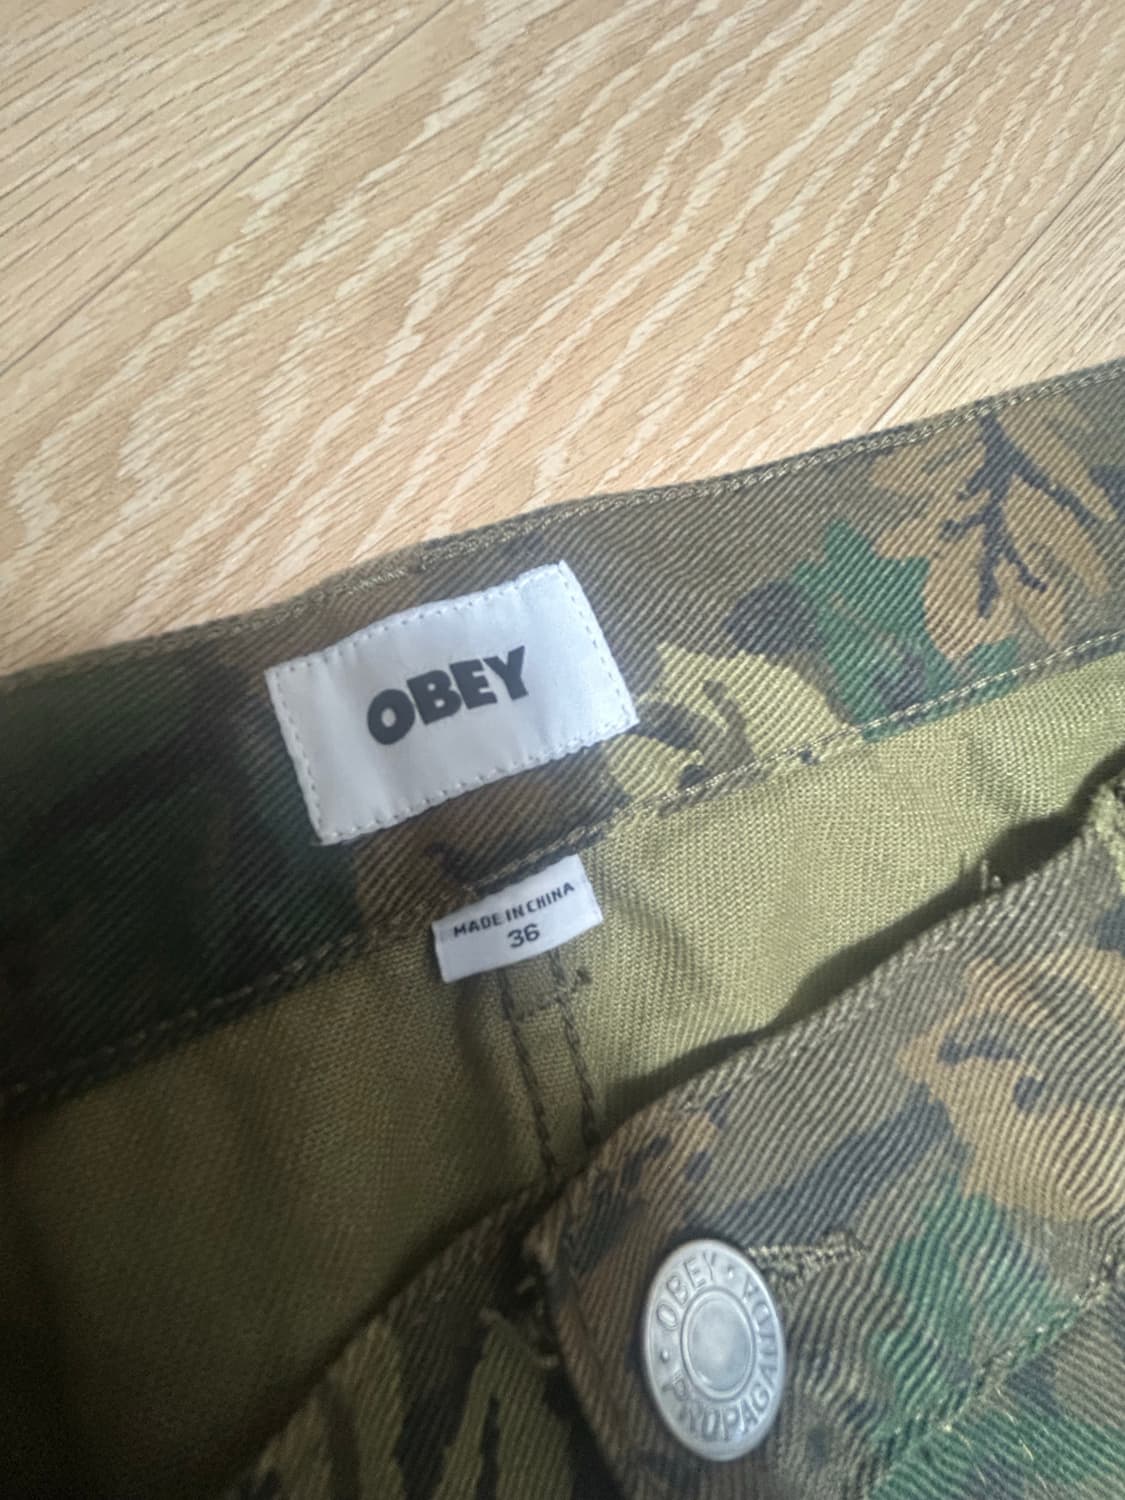 OBEY
MADE IN CHINA
36
OBEY • PROPAGANDA •